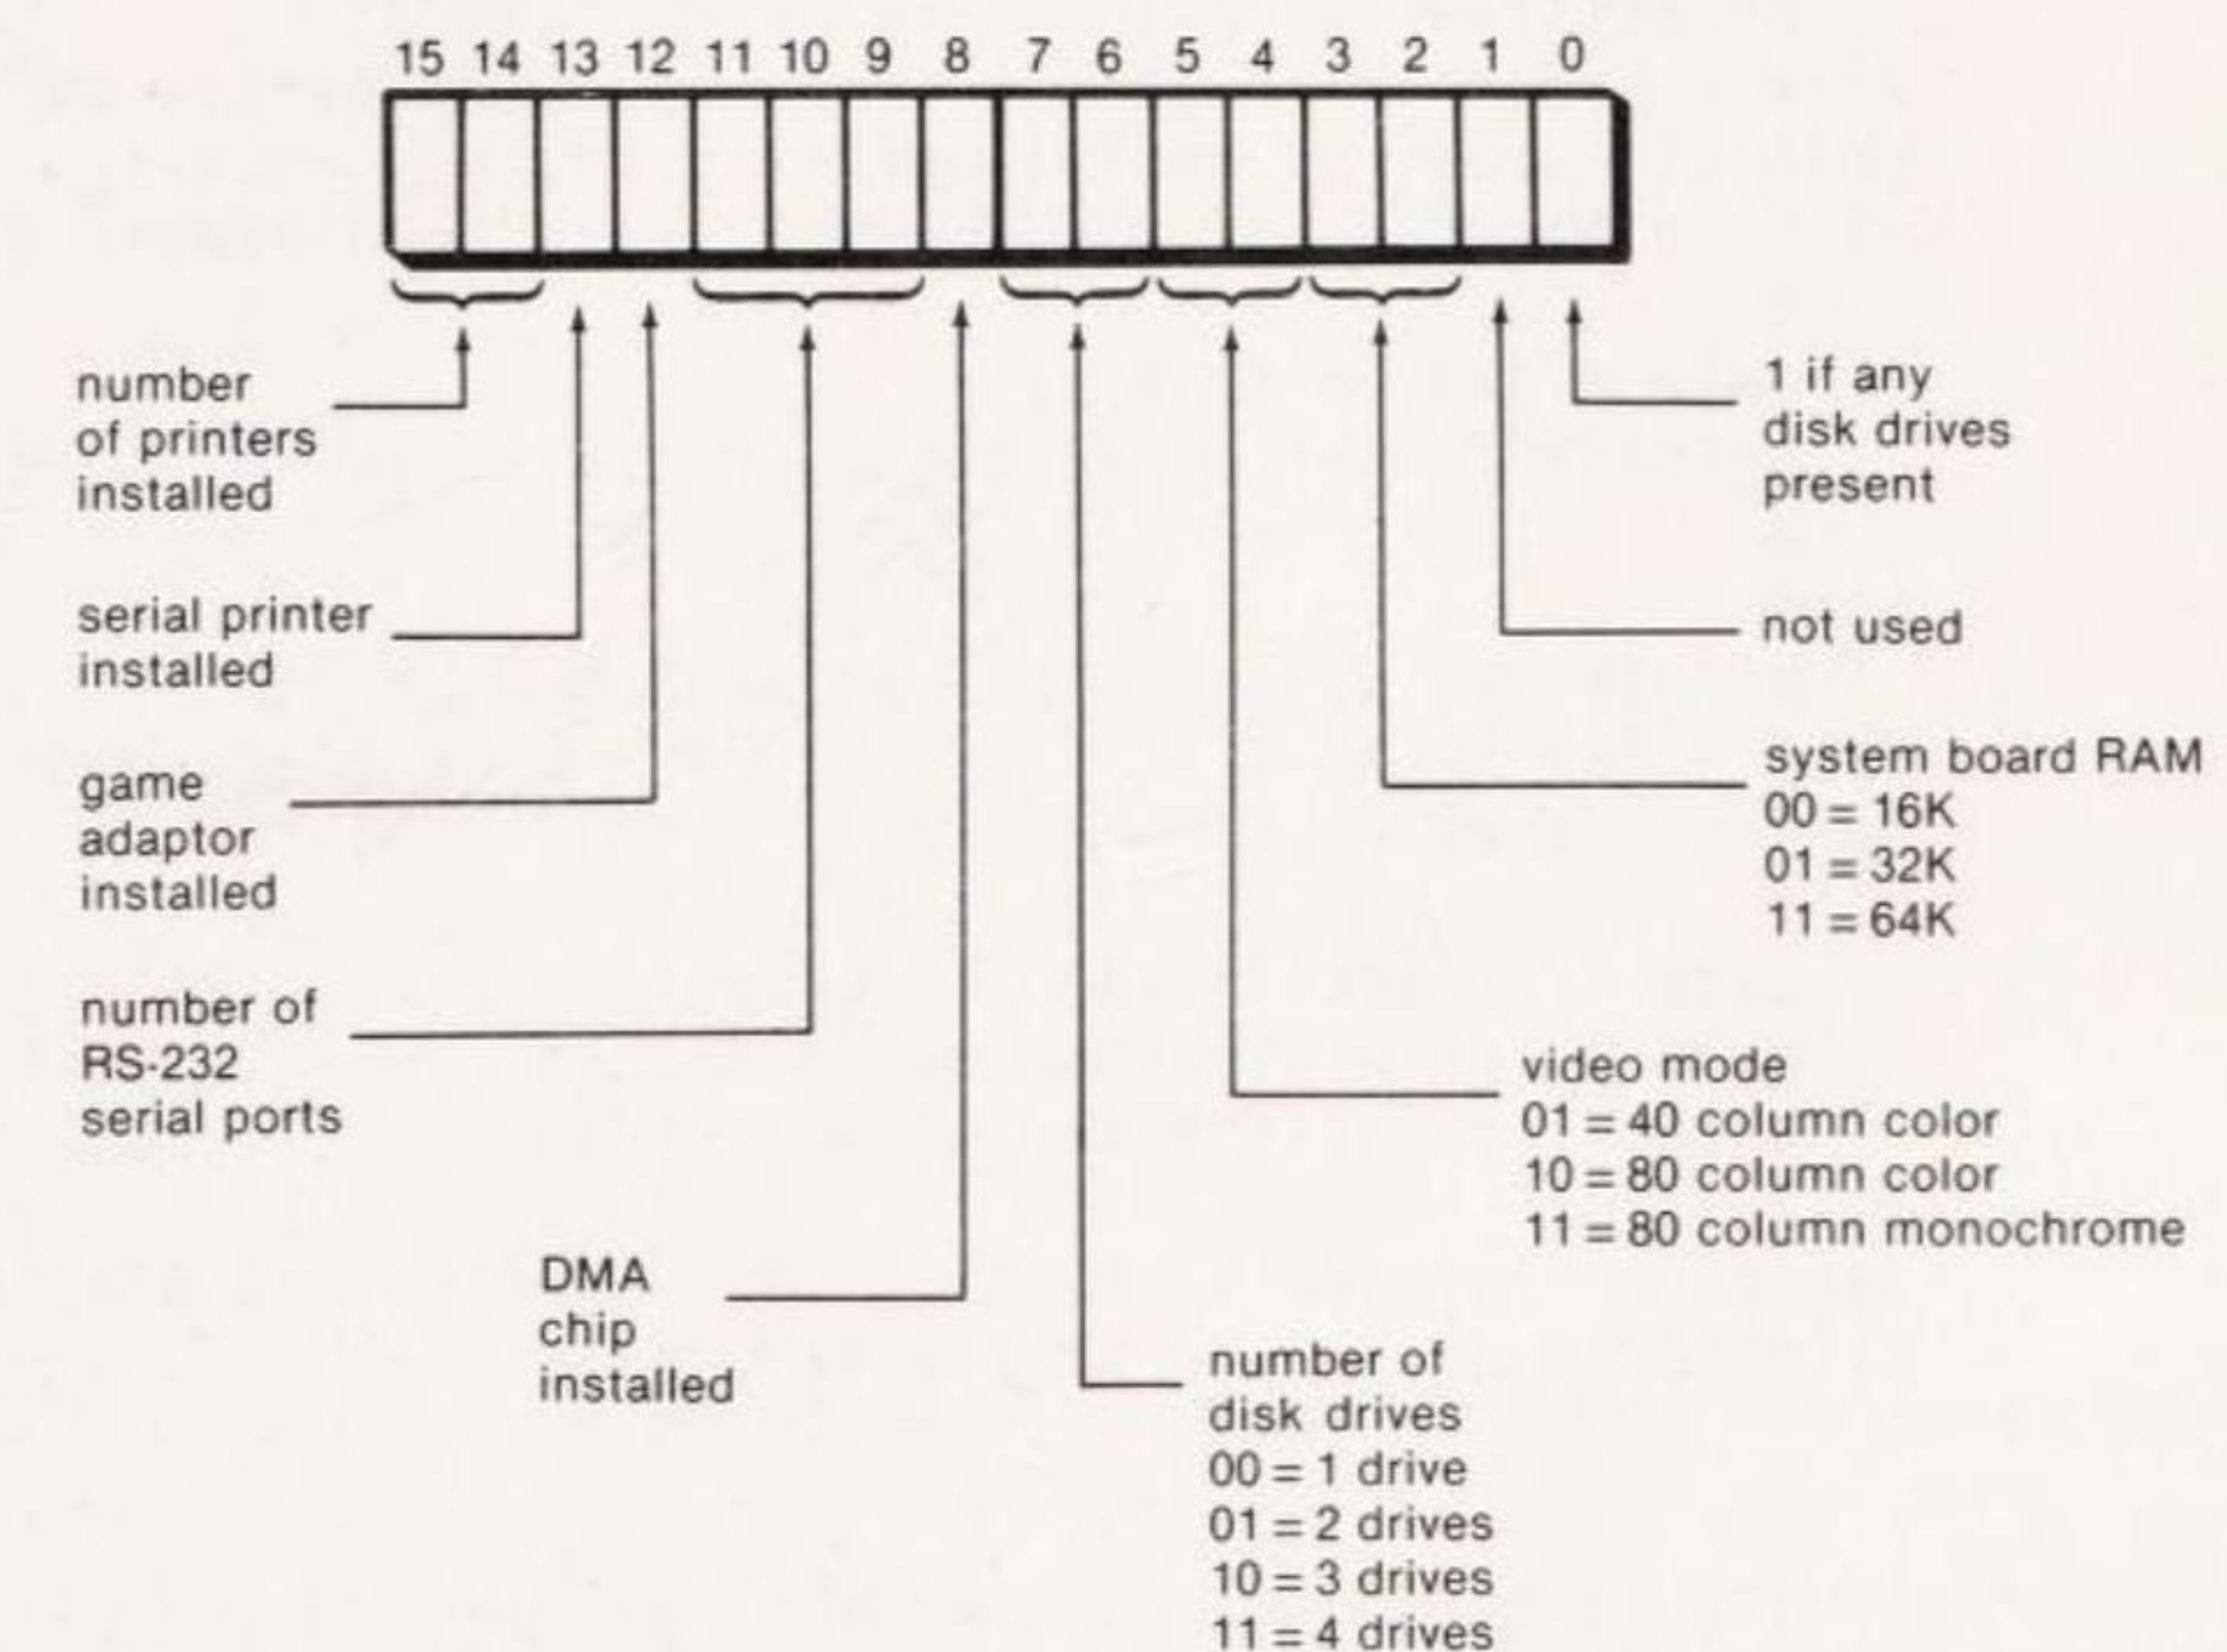 15 14 13 12 11 10 9 8 7 6 5 4 3 2 1 0
number
of printers
installed
serial printer
installed
game
adaptor
installed
number of
RS-232
serial ports
DMA
chip
installed
number of
disk drives
00 = 1 drive
01 = 2 drives
10 = 3 drives
11 = 4 drives
video mode
01 = 40 column color
10 = 80 column color
11 = 80 column monochrome
system board RAM
00 = 16K
01 = 32K
11 = 64K
not used
1 if any
disk drives
present